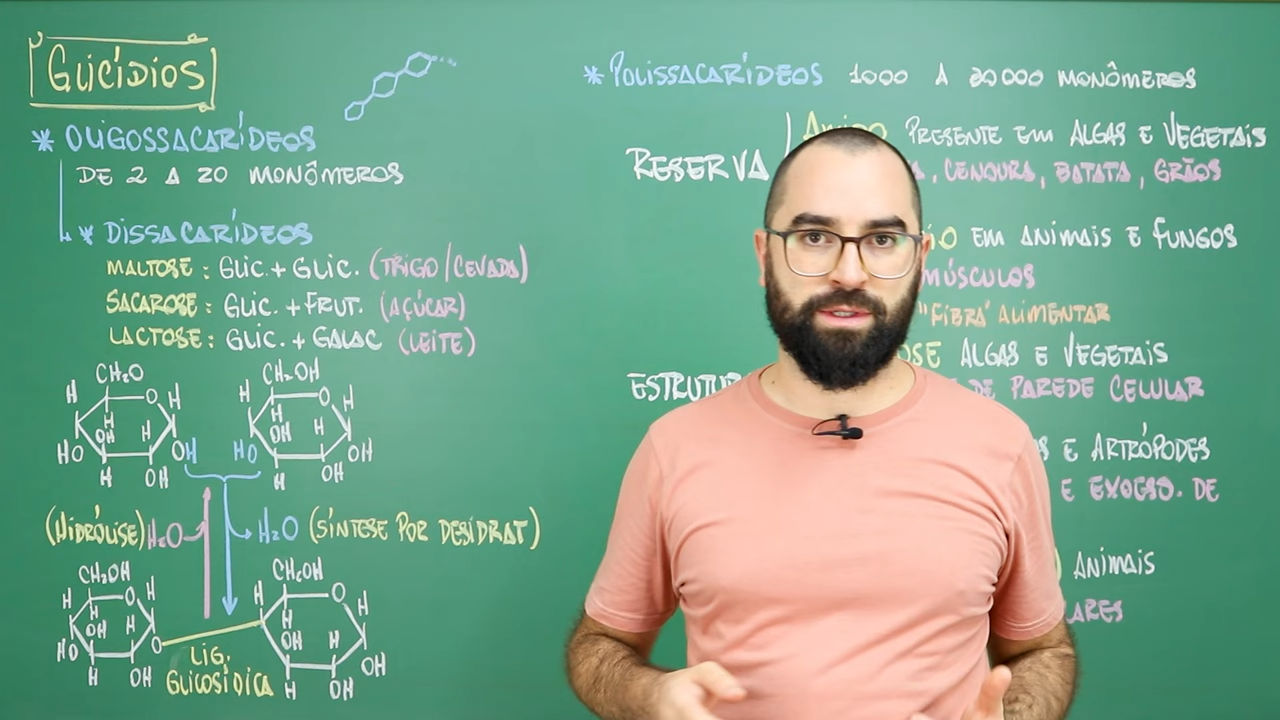 GLICÍDIOS
* OLIGOSSACARÍDEOS
DE 2 A 20 MONÔMEROS
* DISSACARÍDEOS
MALTOSE : GLIC. + GLIC. (TRIGO/CEVADA)
SACAROSE : GLIC. + FRUT. (AÇÚCAR)
LACTOSE : GLIC. + GALAC (LEITE)
CH₂O CH₂OH
H O H H O H
H H
OH H OH H
HO OH HO OH
H OH H OH
(HIDRÓLISE) H₂O H₂O (SÍNTESE POR DESIDRAT)
CH₂OH CH₂OH
H O H H O H
H H
OH H OH H
HO O OH
H OH H OH
LIG.
GLICOSÍDICA
* POLISSACARÍDEOS 1000 A 20000 MONÔMEROS
PRESENTE EM ALGAS E VEGETAIS
RESERVA , CENOURA, BATATA, GRÃOS
EM ANIMAIS E FUNGOS
MÚSCULOS
"FIBRA" ALIMENTAR
OSE ALGAS E VEGETAIS
ESTRUTUR DE PAREDE CELULAR
S E ARTRÓPODES
E EXOESQ. DE
ANIMAIS
LARES